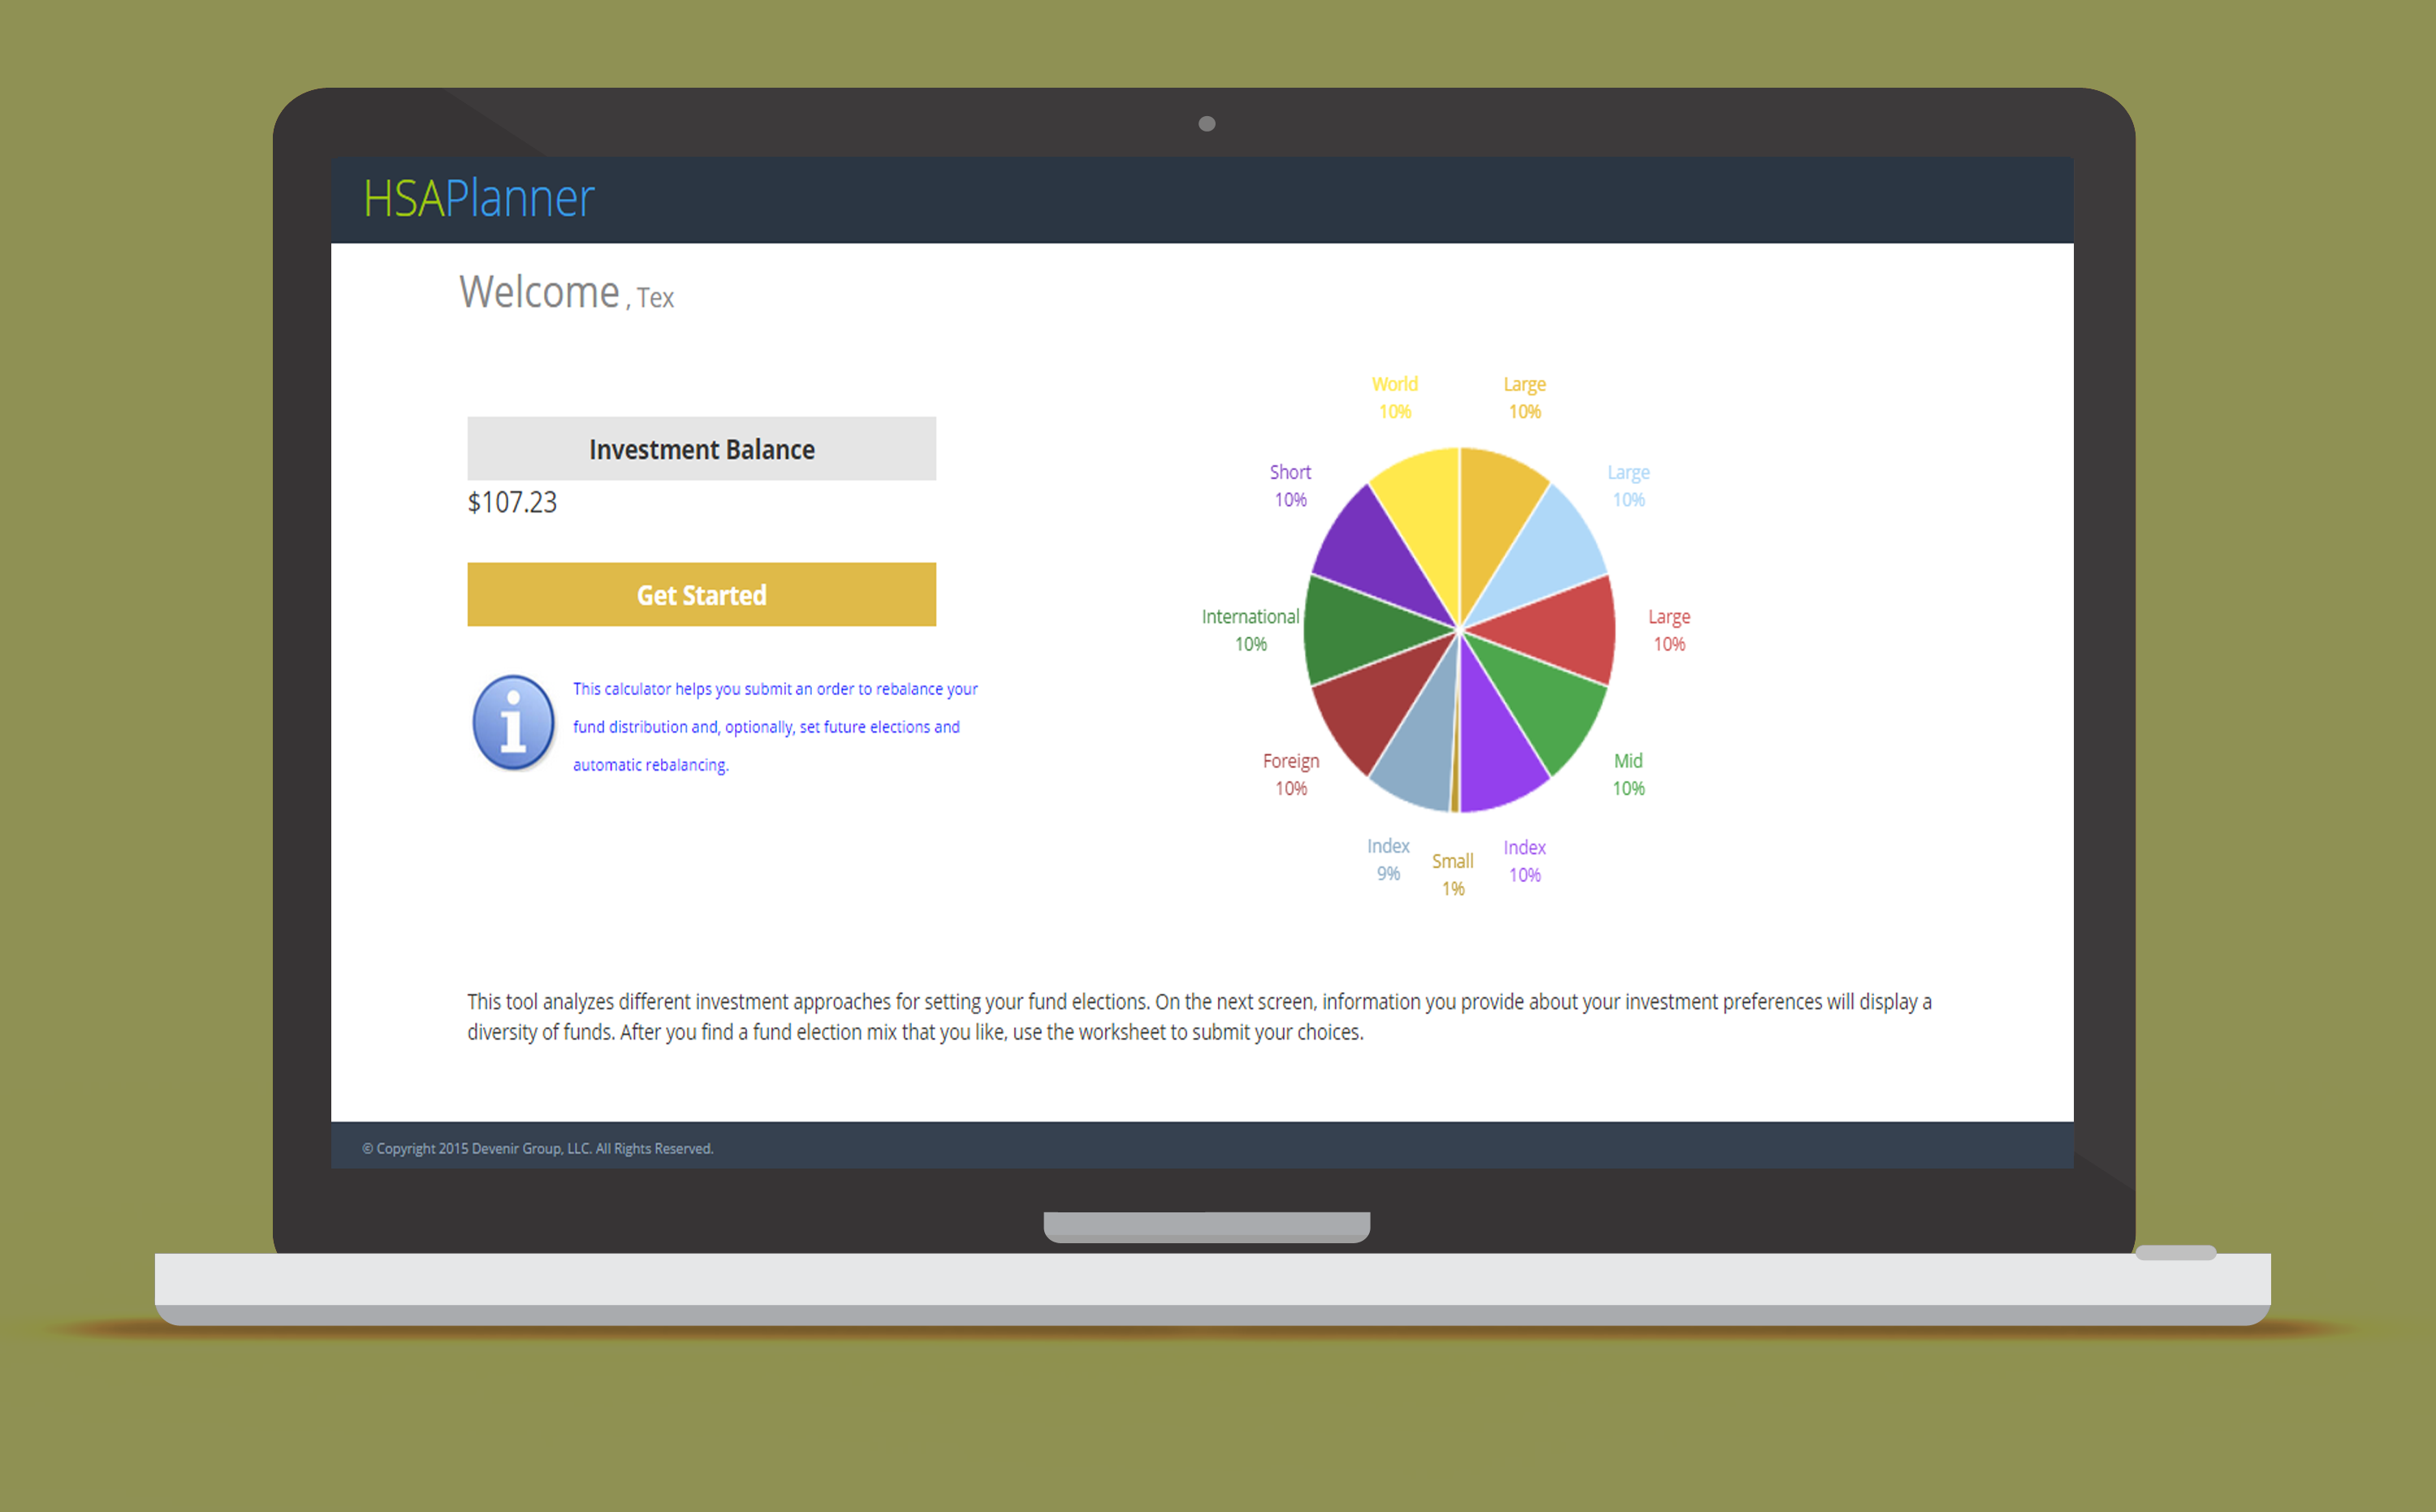 HSAPlanner
Welcome , Tex
Investment Balance
$107.23
Get Started
This calculator helps you submit an order to rebalance your
fund distribution and, optionally, set future elections and
automatic rebalancing.
World
10%
Large
10%
Large
10%
Large
10%
Mid
10%
Index
10%
Small
1%
Index
9%
Foreign
10%
International
10%
Short
10%
This tool analyzes different investment approaches for setting your fund elections. On the next screen, information you provide about your investment preferences will display a
diversity of funds. After you find a fund election mix that you like, use the worksheet to submit your choices.
© Copyright 2015 Devenir Group, LLC. All Rights Reserved.